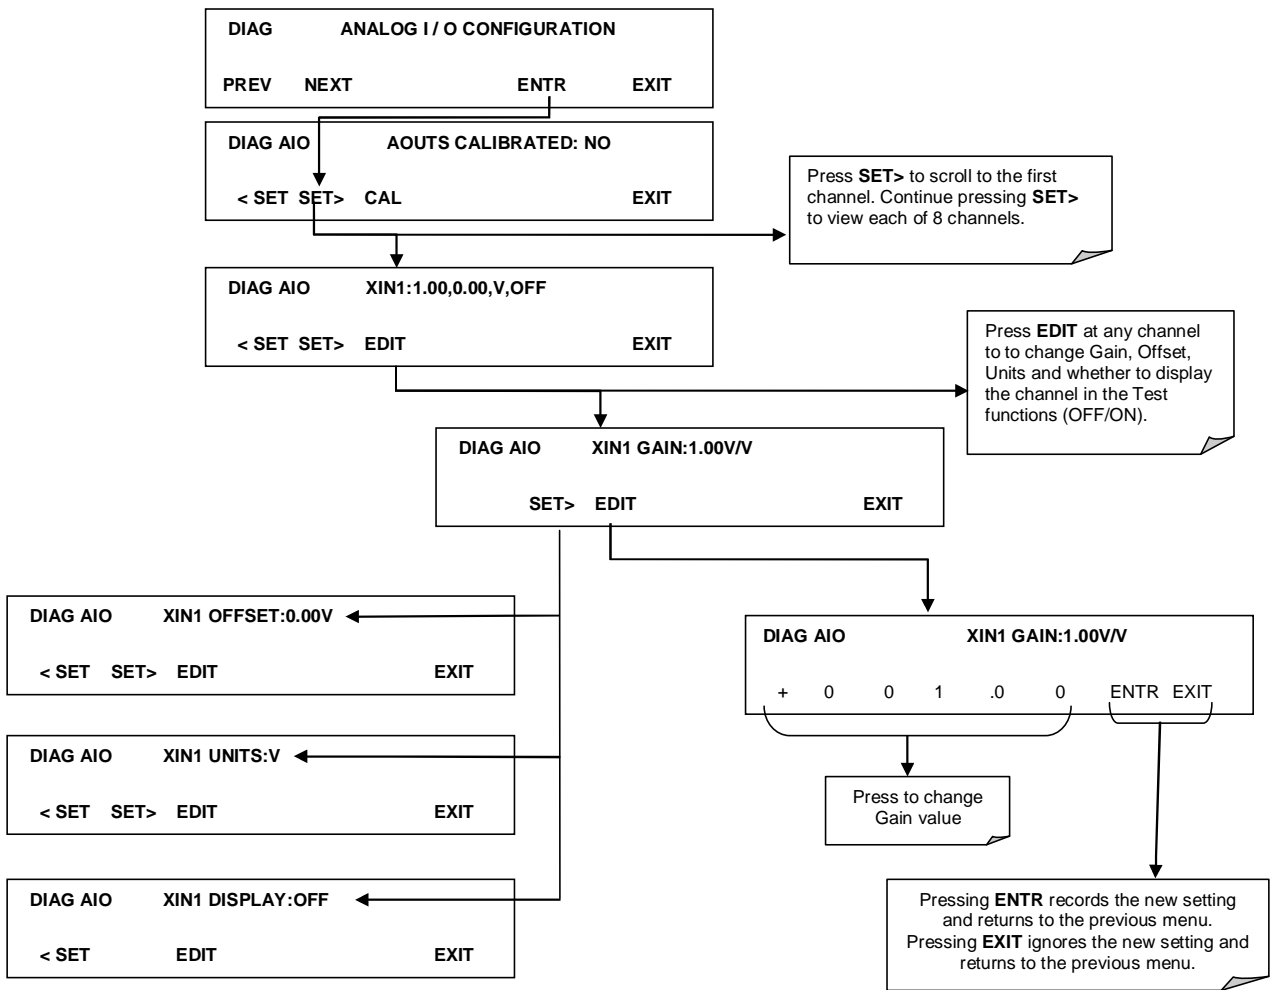 DIAG ANALOG I / O CONFIGURATION
PREV NEXT ENTR EXIT
DIAG AIO AOUTS CALIBRATED: NO
< SET SET> CAL EXIT
Press SET> to scroll to the first
channel. Continue pressing SET>
to view each of 8 channels.
DIAG AIO XIN1:1.00,0.00,V,OFF
< SET SET> EDIT EXIT
Press EDIT at any channel
to to change Gain, Offset,
Units and whether to display
the channel in the Test
functions (OFF/ON).
DIAG AIO XIN1 GAIN:1.00V/V
SET> EDIT EXIT
DIAG AIO XIN1 OFFSET:0.00V
< SET SET> EDIT EXIT
DIAG AIO XIN1 GAIN:1.00V/V
+ 0 0 1 .0 0 ENTR EXIT
DIAG AIO XIN1 UNITS:V
< SET SET> EDIT EXIT
Press to change
Gain value
DIAG AIO XIN1 DISPLAY:OFF
< SET EDIT EXIT
Pressing ENTR records the new setting
and returns to the previous menu.
Pressing EXIT ignores the new setting and
returns to the previous menu.